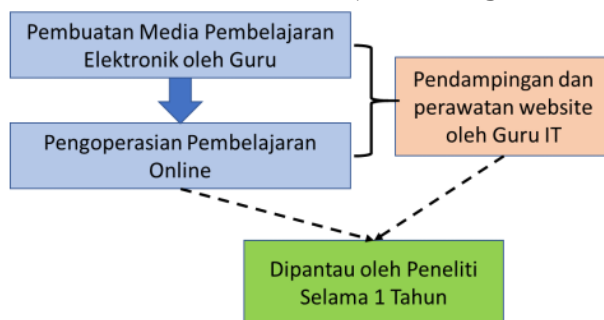 Pembuatan Media Pembelajaran
Elektronik oleh Guru
Pengoperasian Pembelajaran
Online
Pendampingan dan
perawatan website
oleh Guru IT
Dipantau oleh Peneliti
Selama 1 Tahun